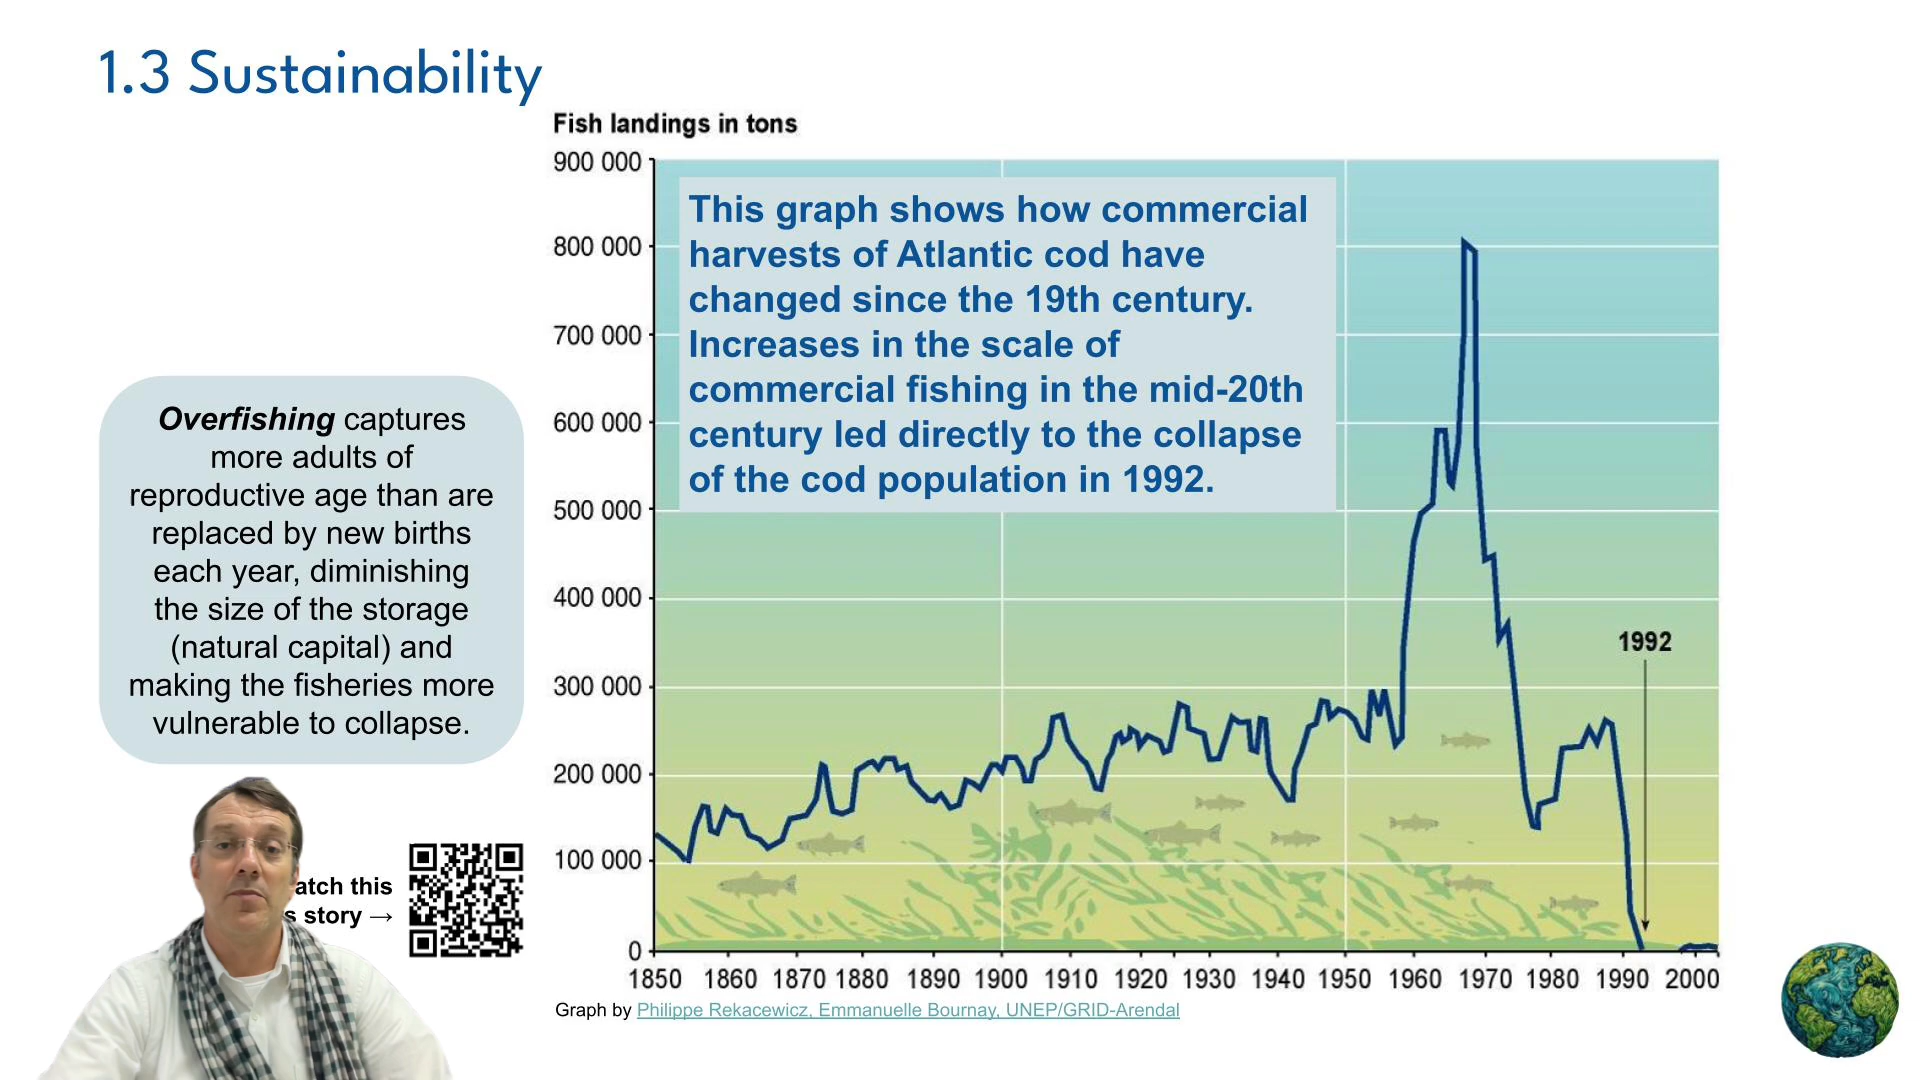 1.3 Sustainability
Fish landings in tons
900 000
800 000
700 000
600 000
500 000
400 000
300 000
200 000
100 000
0
This graph shows how commercial
harvests of Atlantic cod have
changed since the 19th century.
Increases in the scale of
commercial fishing in the mid-20th
century led directly to the collapse
of the cod population in 1992.
Overfishing captures
more adults of
reproductive age than are
replaced by new births
each year, diminishing
the size of the storage
(natural capital) and
making the fisheries more
vulnerable to collapse.
1992
this
story →
1850 1860 1870 1880 1890 1900 1910 1920 1930 1940 1950 1960 1970 1980 1990 2000
Graph by Philippe Rekacewicz, Emmanuelle Bournay, UNEP/GRID-Arendal